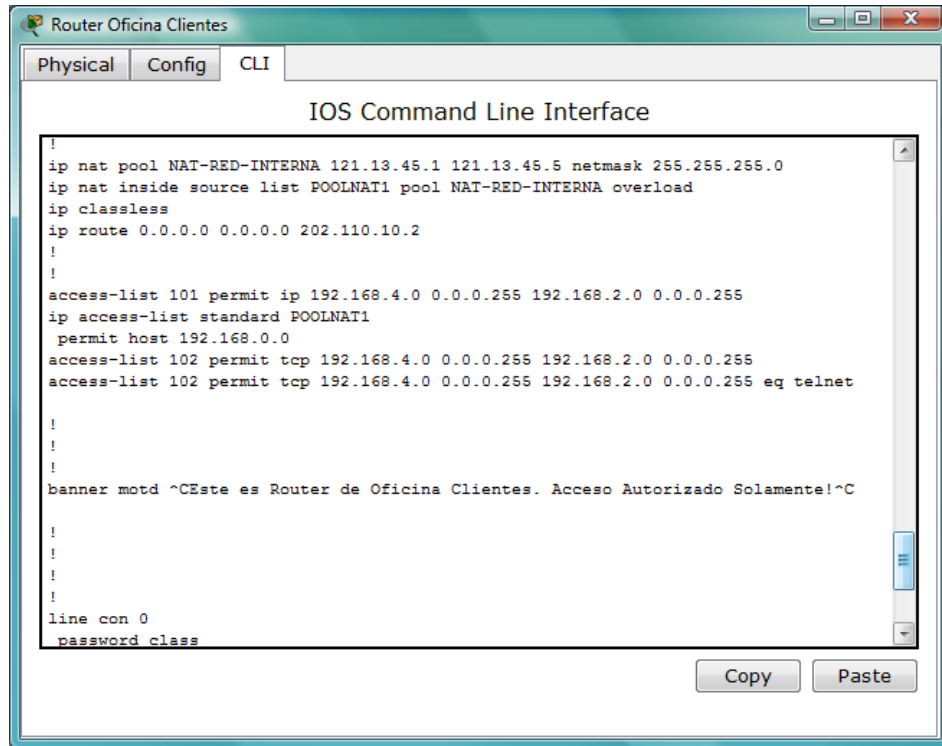 Router Oficina Clientes
Physical Config CLI
IOS Command Line Interface
!
ip nat pool NAT-RED-INTERNA 121.13.45.1 121.13.45.5 netmask 255.255.255.0
ip nat inside source list POOLNAT1 pool NAT-RED-INTERNA overload
ip classless
ip route 0.0.0.0 0.0.0.0 202.110.10.2
!
!
access-list 101 permit ip 192.168.4.0 0.0.0.255 192.168.2.0 0.0.0.255
ip access-list standard POOLNAT1
 permit host 192.168.0.0
access-list 102 permit tcp 192.168.4.0 0.0.0.255 192.168.2.0 0.0.0.255
access-list 102 permit tcp 192.168.4.0 0.0.0.255 192.168.2.0 0.0.0.255 eq telnet
!
!
!
banner motd ^CEste es Router de Oficina Clientes. Acceso Autorizado Solamente!^C
!
!
!
!
line con 0
 password class
Copy Paste